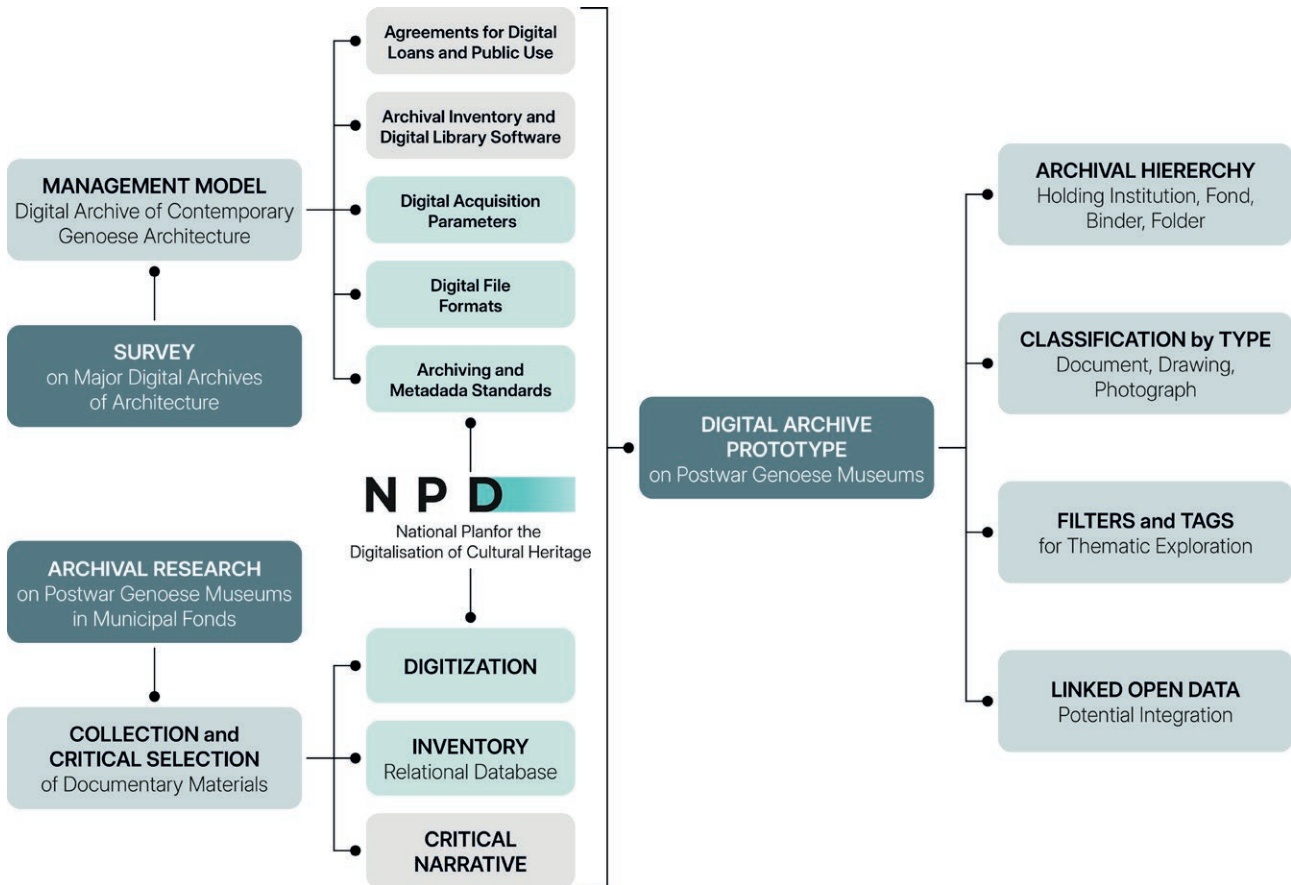 MANAGEMENT MODEL
Digital Archive of Contemporary
Genoese Architecture
SURVEY
on Major Digital Archives
of Architecture
ARCHIVAL RESEARCH
on Postwar Genoese Museums
in Municipal Fonds
COLLECTION and
CRITICAL SELECTION
of Documentary Materials
Agreements for Digital
Loans and Public Use
Archival Inventory and
Digital Library Software
Digital Acquisition
Parameters
Digital File
Formats
Archiving and
Metadada Standards
NPD
National Planfor the
Digitalisation of Cultural Heritage
DIGITIZATION
INVENTORY
Relational Database
CRITICAL
NARRATIVE
DIGITAL ARCHIVE
PROTOTYPE
on Postwar Genoese Museums
ARCHIVAL HIERERCHY
Holding Institution, Fond,
Binder, Folder
CLASSIFICATION by TYPE
Document, Drawing,
Photograph
FILTERS and TAGS
for Thematic Exploration
LINKED OPEN DATA
Potential Integration